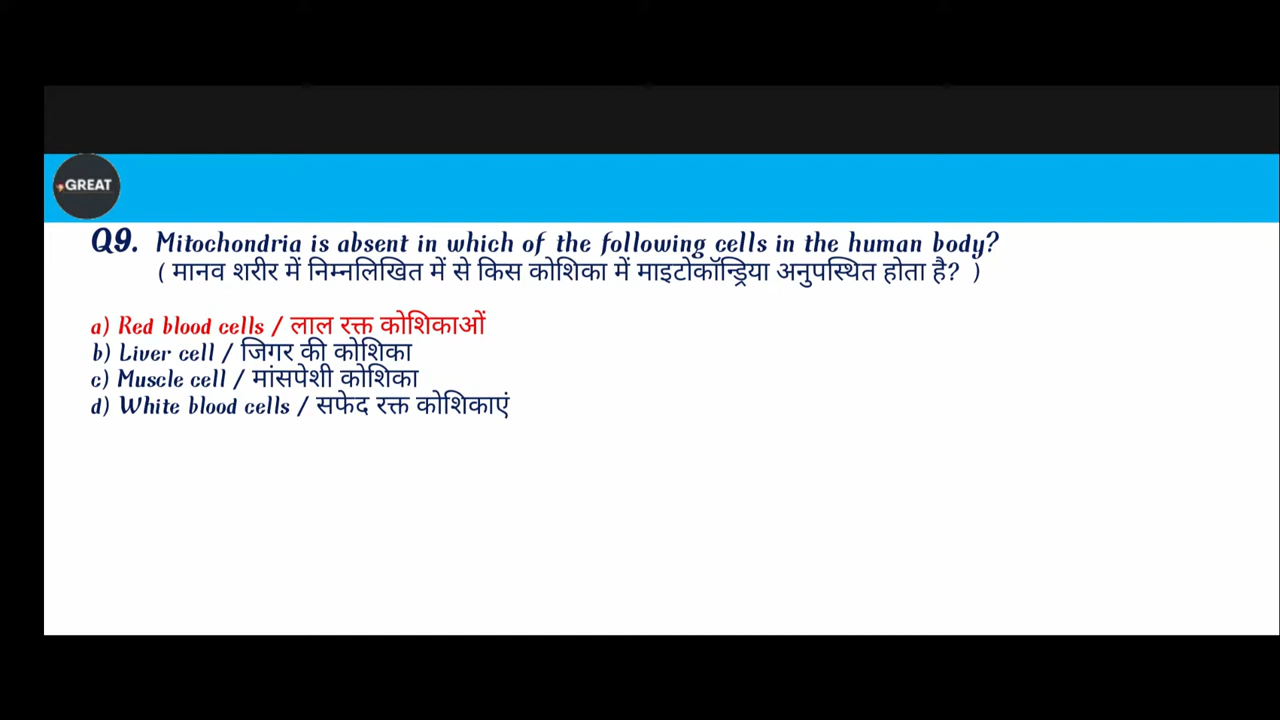 GREAT
Q9. Mitochondria is absent in which of the following cells in the human body?
( मानव शरीर में निम्नलिखित में से किस कोशिका में माइटोकॉन्ड्रिया अनुपस्थित होता है? )
a) Red blood cells / लाल रक्त कोशिकाओं
b) Liver cell / जिगर की कोशिका
c) Muscle cell / मांसपेशी कोशिका
d) White blood cells / सफेद रक्त कोशिकाएं